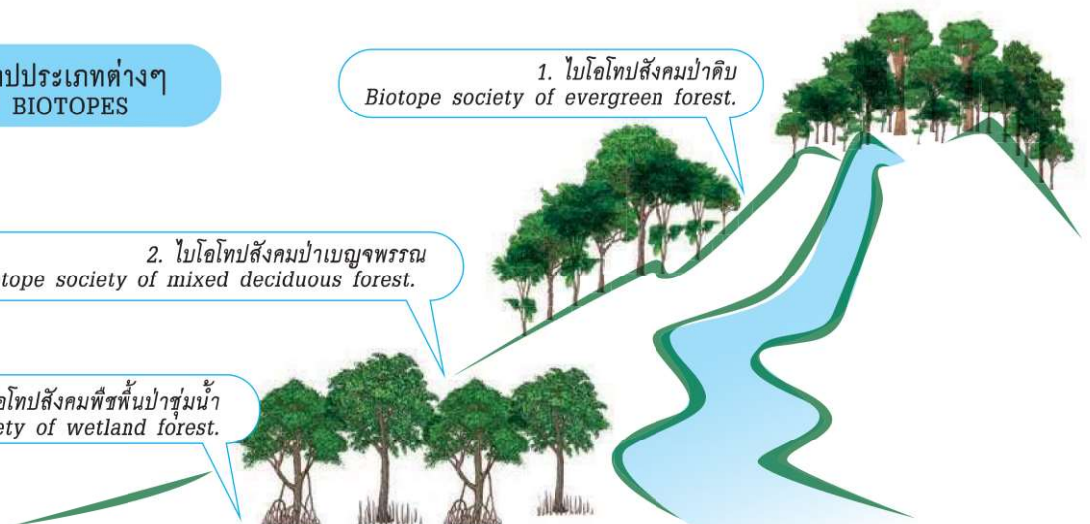 ปประเภทต่างๆ
BIOTOPES
1. ไบโอโทปสังคมป่าดิบ
Biotope society of evergreen forest.
2. ไบโอโทปสังคมป่าเบญจพรรณ
tope society of mixed deciduous forest.
อโทปสังคมพืชพื้นป่าชุ่มน้ำ
ety of wetland forest.